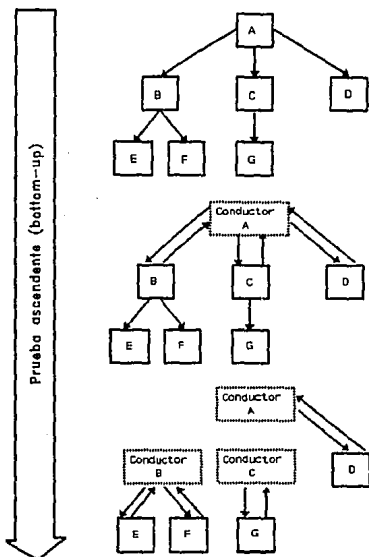 Prueba ascendente (bottom-up)
A
B C D
E F G
Conductor
A
B C D
E F G
Conductor
A
Conductor Conductor
B C
D
E F G